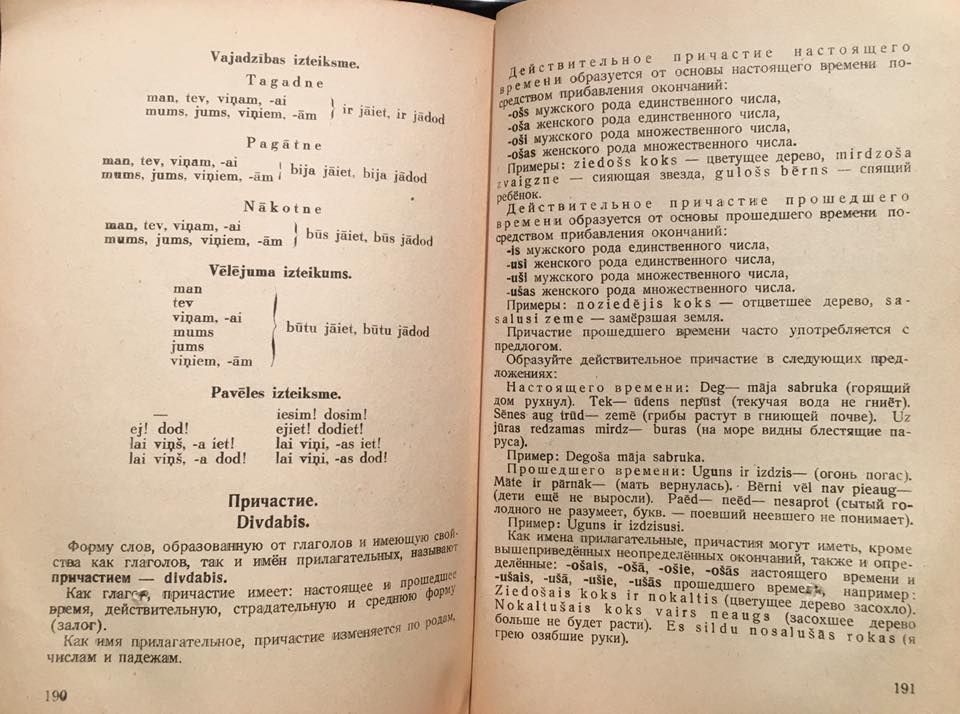 Vajadzības izteiksme.
Tagadne
man, tev, viņam, -ai
mums, jums, viņiem, -ām } ir jāiet, ir jādod
Pagātne
man, tev, viņam, -ai
mums, jums, viņiem, -ām } bija jāiet, bija jādod
Nākotne
man, tev, viņam, -ai
mums, jums, viņiem, -ām } būs jāiet, būs jādod
Vēlējuma izteikums.
man
tev
viņam, -ai
mums } būtu jāiet, būtu jādod
jums
viņiem, -ām
Pavēles izteiksme.
— iesim! dosim!
ej! dod! ejiet! dodiet!
lai viņš, -a iet! lai viņi, -as iet!
lai viņš, -a dod! lai viņi, -as dod!
Причастие.
Divdabis.
Форму слов, образованную от глаголов и имеющую свой-
ства как глаголов, так и имён прилагательных, называют
причастием — divdabis.
Как глагол, причастие имеет: настоящее и прошедшее
время, действительную, страдательную и среднюю форму
(залог).
Как имя прилагательное, причастие изменяется по родам,
числам и падежам.
190
Действительное причастие настоящего
времени образуется от основы настоящего времени по-
средством прибавления окончаний:
-ošs мужского рода единственного числа,
-oša женского рода единственного числа,
-oši мужского рода множественного числа,
-ošas женского рода множественного числа.
Примеры: ziedošs koks — цветущее дерево, mirdzoša
zvaigzne — сияющая звезда, gulošs bērns — спящий
ребёнок.
Действительное причастие прошедшего
времени образуется от основы прошедшего времени по-
средством прибавления окончаний:
-is мужского рода единственного числа,
-usi женского рода единственного числа,
-uši мужского рода множественного числа,
-ušas женского рода множественного числа.
Примеры: noziedējis koks — отцветшее дерево, sa-
salusi zeme — замёрзшая земля.
Причастие прошедшего времени часто употребляется с
предлогом.
Образуйте действительное причастие в следующих пред-
ложениях:
Настоящего времени: Deg— māja sabruka (горящий
дом рухнул). Tek— ūdens nepūst (текучая вода не гниёт).
Sēnes aug trūd— zemē (грибы растут в гниющей почве). Uz
jūras redzamas mirdz— buras (на море видны блестящие па-
руса).
Пример: Degoša māja sabruka.
Прошедшего времени: Uguns ir izdzis— (огонь погас).
Māte ir pārnāk— (мать вернулась). Bērni vēl nav pieaug—
(дети ещё не выросли). Paēd— neēd— nesaprot (сытый го-
лодного не разумеет, букв. — поевший неевшего не понимает).
Пример: Uguns ir izdzisusi.
Как имена прилагательные, причастия могут иметь, кроме
вышеприведённых неопределённых окончаний, также и опре-
делённые: -ošais, -ošā, -ošie, -ošās настоящего времени и
-ušais, -ušā, -ušie, -ušās прошедшего времени, например:
Ziedošais koks ir nokaltis (цветущее дерево засохло).
Nokaltušais koks vairs neaugs (засохшее дерево
больше не будет расти). Es sildu nosalušās rokas (я
грею озябшие руки).
191